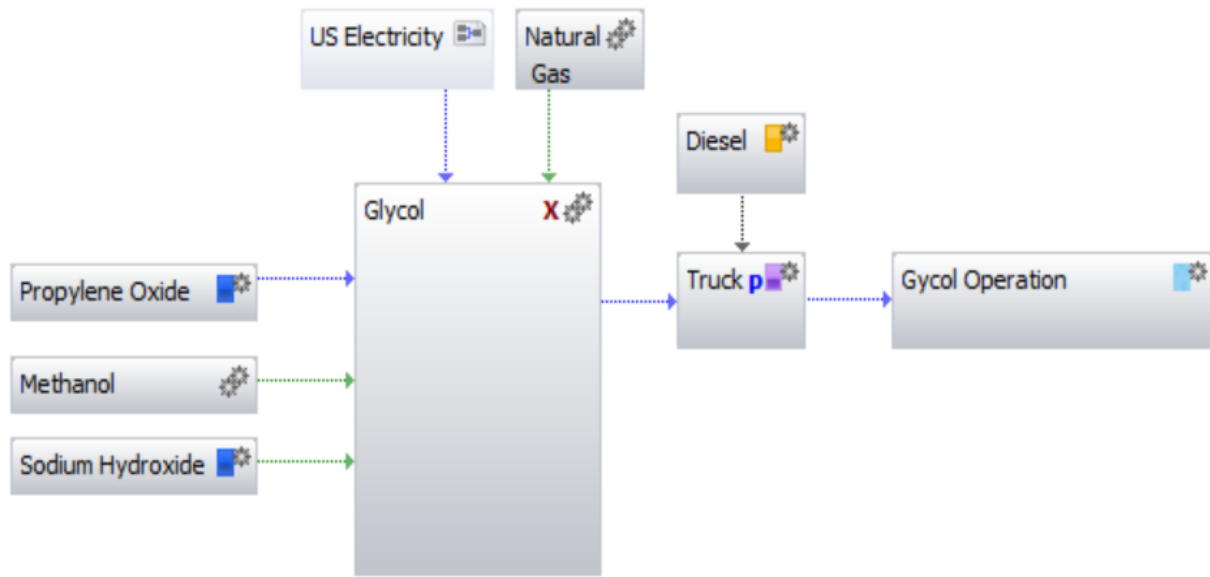 US Electricity
Natural
Gas
Diesel
Glycol X
Propylene Oxide
Truck p
Gycol Operation
Methanol
Sodium Hydroxide